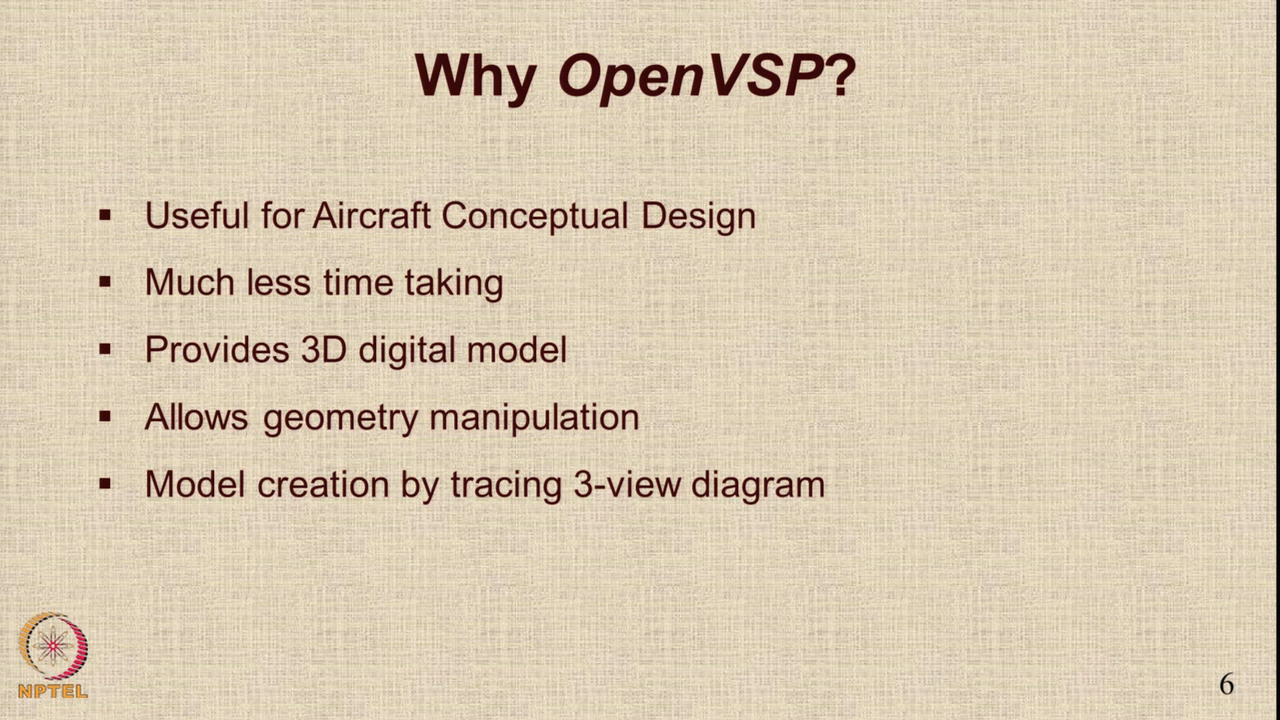 Why OpenVSP?
▪ Useful for Aircraft Conceptual Design
▪ Much less time taking
▪ Provides 3D digital model
▪ Allows geometry manipulation
▪ Model creation by tracing 3-view diagram
NPTEL
6